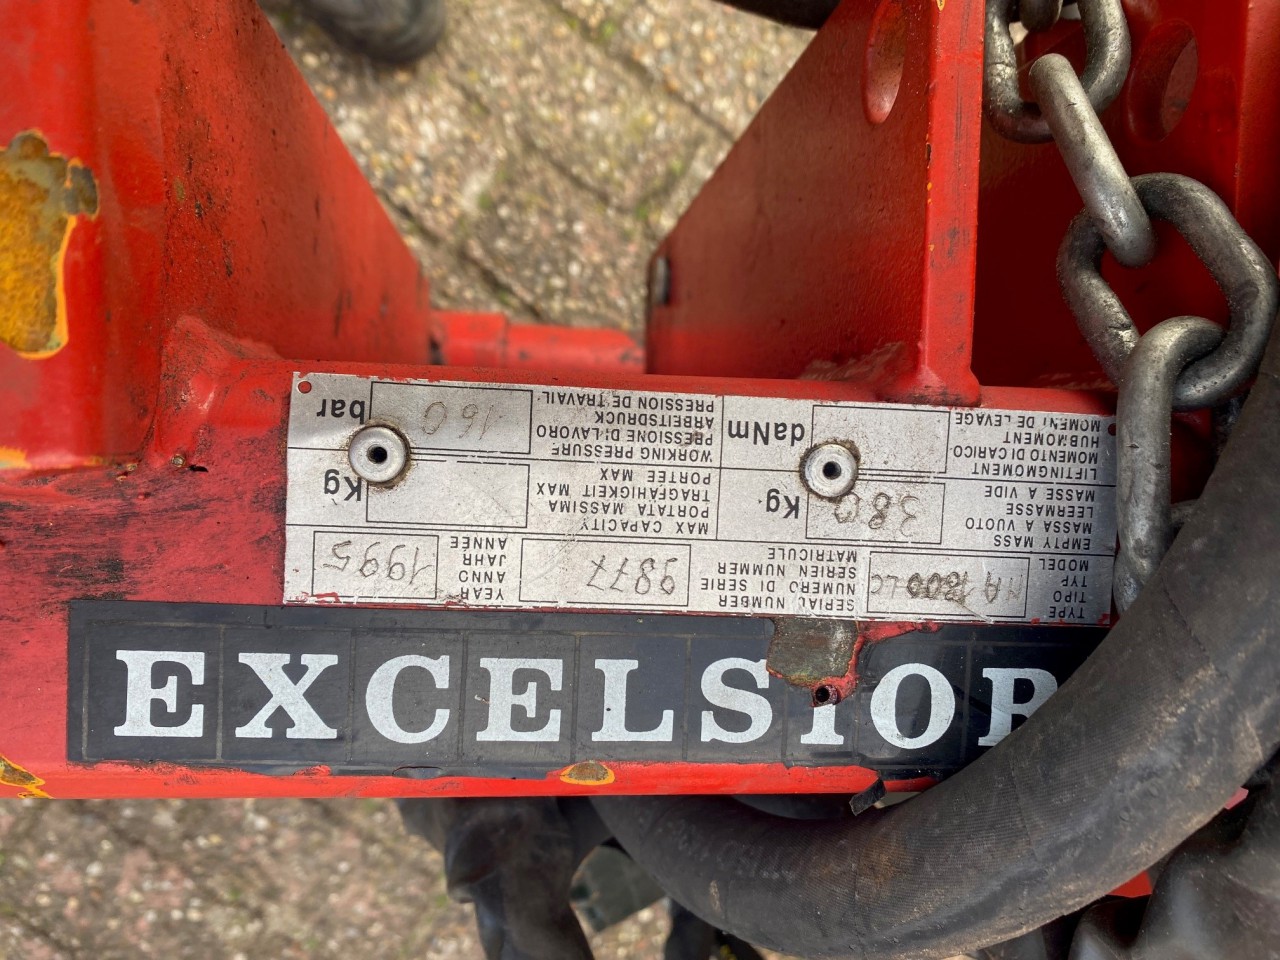 TYPE
TIPO
TYP
MODEL
NA 1800 LC
SERIAL NUMBER
NUMERO DI SERIE
SERIEN NUMMER
MATRICULE
9877
YEAR
ANNO
JAHR
ANNÉE
1995
EMPTY MASS
MASSA A VUOTO
LEERMASSE
MASSE A VIDE
380 Kg
MAX CAPACITY
PORTATA MASSIMA
TRAGFAHIGKEIT MAX
PORTEE MAX
Kg
LIFTINGMOMENT
MOMENTO DI CARICO
HUBMOMENT
MOMENT DE LEVAGE
daNm
WORKING PRESSURE
PRESSIONE DI LAVORO
ARBEITSDRUCK
PRESSION DE TRAVAIL
160 bar
EXCELSIOR